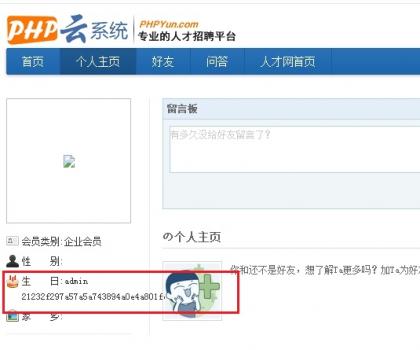 PHP云系统 PHPYun.com
专业的人才招聘平台
首页 个人主页 好友 问答 人才网首页
留言板
有多久没给好友留言了?
会员类别:企业会员
の个人主页
性 别:
你和还不是好友，想了解Ta更多吗? 加Ta为好
生 日:admin
21232f297a57a5a743894a0e4a801f
家 乡: